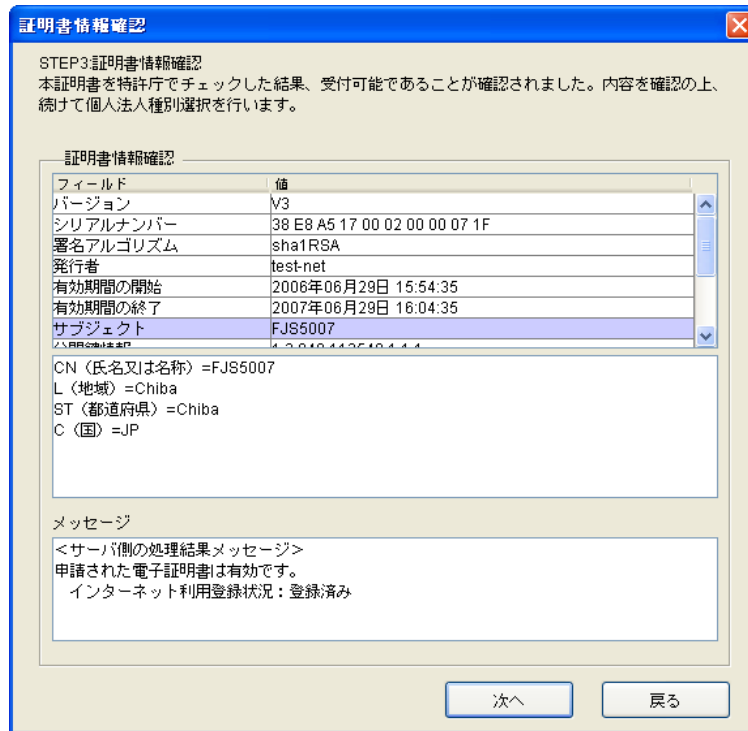 証明書情報確認
STEP3:証明書情報確認
本証明書を特許庁でチェックした結果、受付可能であることが確認されました。内容を確認の上、
続けて個人法人種別選択を行います。
証明書情報確認
フィールド 値
バージョン V3
シリアルナンバー 38 E8 A5 17 00 02 00 00 07 1F
署名アルゴリズム sha1RSA
発行者 test-net
有効期間の開始 2006年06月29日 15:54:35
有効期間の終了 2007年06月29日 16:04:35
サブジェクト FJS5007
CN（氏名又は名称）=FJS5007
L（地域）=Chiba
ST（都道府県）=Chiba
C（国）=JP
メッセージ
<サーバ側の処理結果メッセージ>
申請された電子証明書は有効です。
インターネット利用登録状況：登録済み
次へ 戻る